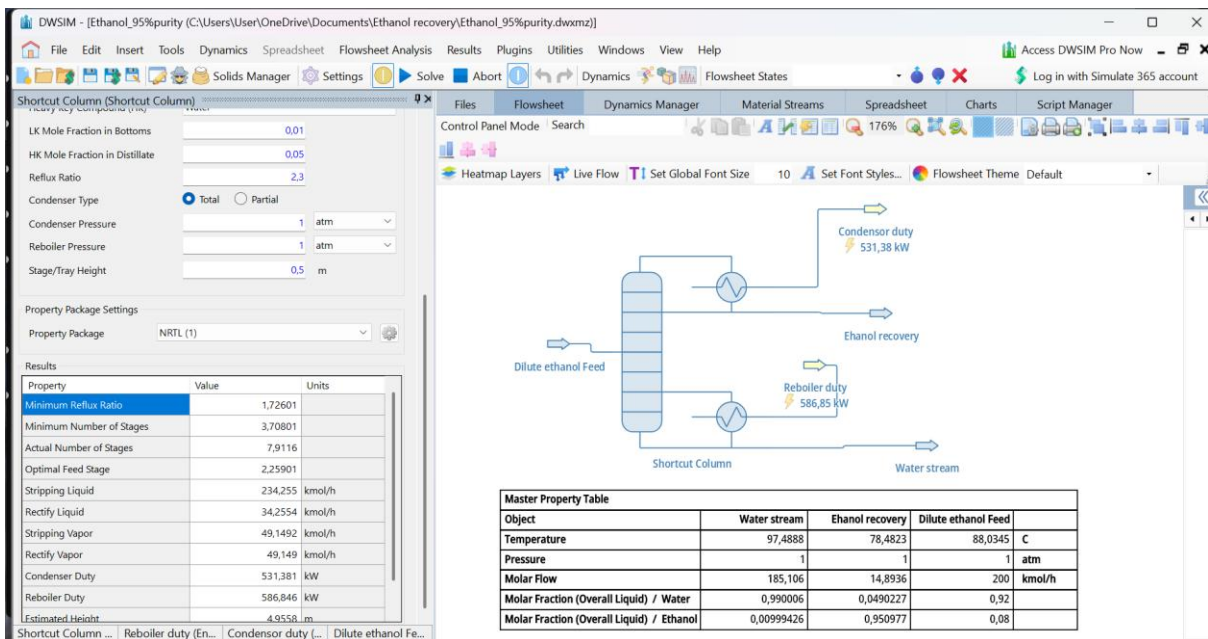 DWSIM - [Ethanol_95%purity (C:\Users\User\OneDrive\Documents\Ethanol recovery\Ethanol_95%purity.dwxmz)]
File Edit Insert Tools Dynamics Spreadsheet Flowsheet Analysis Results Plugins Utilities Windows View Help Access DWSIM Pro Now
Solids Manager Settings Solve Abort Dynamics Flowsheet States Log in with Simulate 365 account
Shortcut Column (Shortcut Column)
Heavy Key Compound (HK) Water
LK Mole Fraction in Bottoms 0,01
HK Mole Fraction in Distillate 0,05
Reflux Ratio 2,3
Condenser Type Total Partial
Condenser Pressure 1 atm
Reboiler Pressure 1 atm
Stage/Tray Height 0,5 m
Property Package Settings
Property Package NRTL (1)
Results
Property Value Units
Minimum Reflux Ratio 1,72601
Minimum Number of Stages 3,70801
Actual Number of Stages 7,9116
Optimal Feed Stage 2,25901
Stripping Liquid 234,255 kmol/h
Rectify Liquid 34,2554 kmol/h
Stripping Vapor 49,1492 kmol/h
Rectify Vapor 49,149 kmol/h
Condenser Duty 531,381 kW
Reboiler Duty 586,846 kW
Estimated Height 4,9558 m
Shortcut Column ... Reboiler duty (En... Condensor duty (... Dilute ethanol Fe...
Files Flowsheet Dynamics Manager Material Streams Spreadsheet Charts Script Manager
Control Panel Mode Search 176%
Heatmap Layers Live Flow Set Global Font Size 10 Set Font Styles... Flowsheet Theme Default
Condensor duty
531,38 kW
Ehanol recovery
Dilute ethanol Feed
Reboiler duty
586,85 kW
Shortcut Column
Water stream
Master Property Table
Object Water stream Ehanol recovery Dilute ethanol Feed
Temperature 97,4888 78,4823 88,0345 C
Pressure 1 1 1 atm
Molar Flow 185,106 14,8936 200 kmol/h
Molar Fraction (Overall Liquid) / Water 0,990006 0,0490227 0,92
Molar Fraction (Overall Liquid) / Ethanol 0,00999426 0,950977 0,08